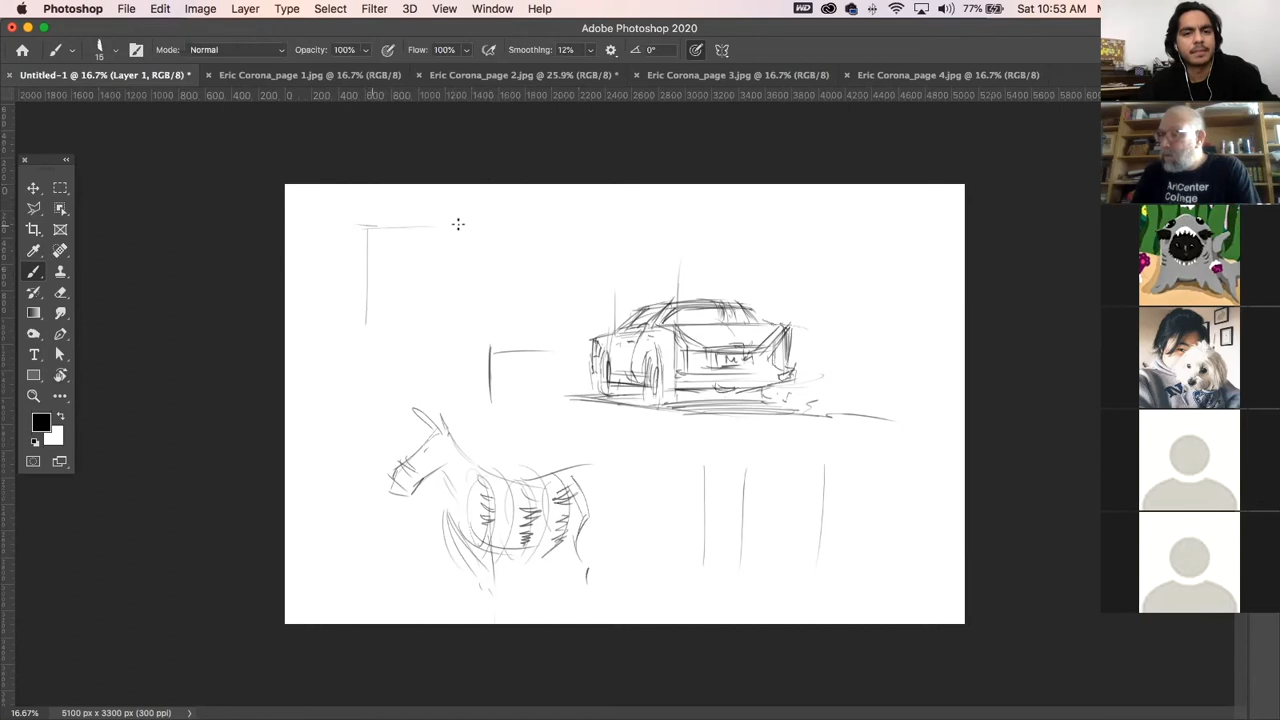 Photoshop File Edit Image Layer Type Select Filter 3D View Window Help 77% Sun 10:53 AM
Adobe Photoshop 2020
15 Mode: Normal Opacity: 100% Flow: 100% Smoothing: 12% 0°
Untitled-1 @ 16.7% (Layer 1, RGB/8) * Eric Corona_page 1.jpg @ 16.7% (RGB/8) Eric Corona_page 2.jpg @ 25.9% (RGB/8) * Eric Corona_page 3.jpg @ 16.7% (RGB/8) Eric Corona_page 4.jpg @ 16.7% (RGB/8)
2000 1800 1600 1400 1200 1000 800 600 400 200 0 200 400 600 800 1000 1200 1400 1600 1800 2000 2200 2400 2600 2800 3000 3200 3400 3600 3800 4000 4200 4400 4600 4800 5000 5200 5400 5600 5800 6000
ArtCenter
College
16.67% 5100 px x 3300 px (300 ppi)